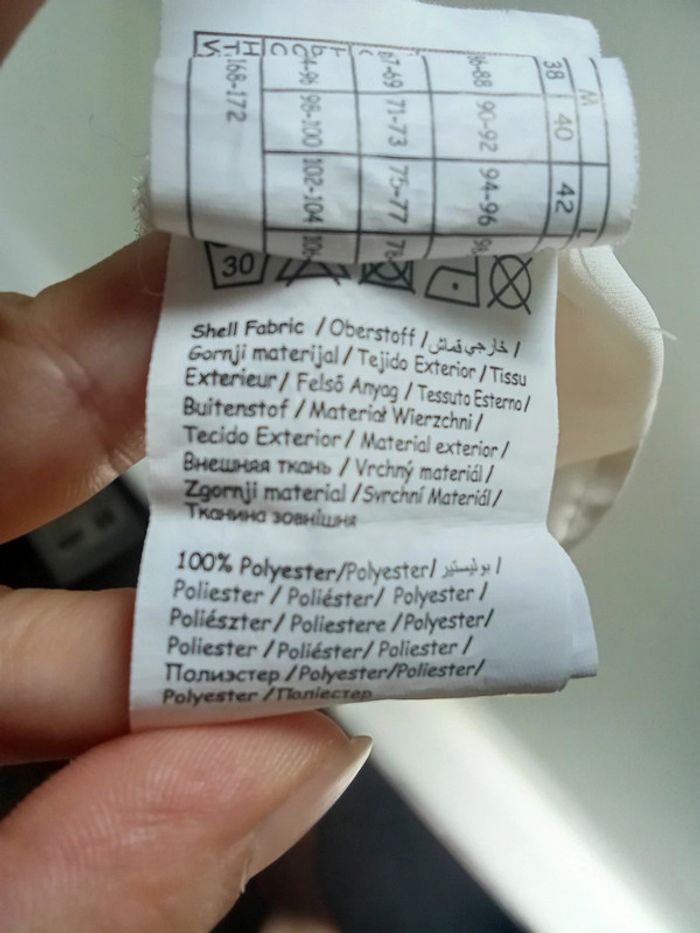 168-172
94-96 98-100 102-104
67-69 71-73 75-77
86-88 90-92 94-96
38 40 42
M L
30
Shell Fabric / Oberstoff / خارجي قماش /
Gornji materijal / Tejido Exterior / Tissu
Exterieur / Felső Anyag / Tessuto Esterno /
Buitenstof / Materiał Wierzchni /
Tecido Exterior / Material exterior /
Внешняя ткань / Vrchný materiál /
Zgornji material / Svrchní Materiál /
Тканина зовнішня
100% Polyester/Polyester/ بوليستير /
Poliester / Poliéster/ Polyester /
Poliészter/ Poliestere /Polyester/
Poliester /Poliéster/ Poliester /
Полиэстер /Polyester/Poliester/
Polyester /Поліестер